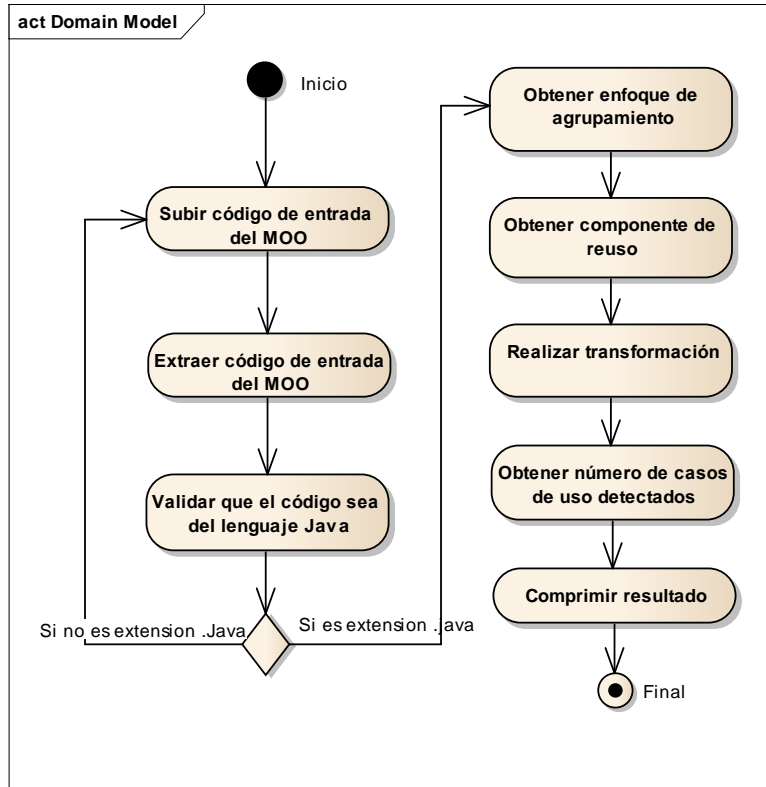 act Domain Model
Inicio
Subir código de entrada
del MOO
Extraer código de entrada
del MOO
Validar que el código sea
del lenguaje Java
Si no es extension .Java
Si es extension .java
Obtener enfoque de
agrupamiento
Obtener componente de
reuso
Realizar transformación
Obtener número de casos
de uso detectados
Comprimir resultado
Final